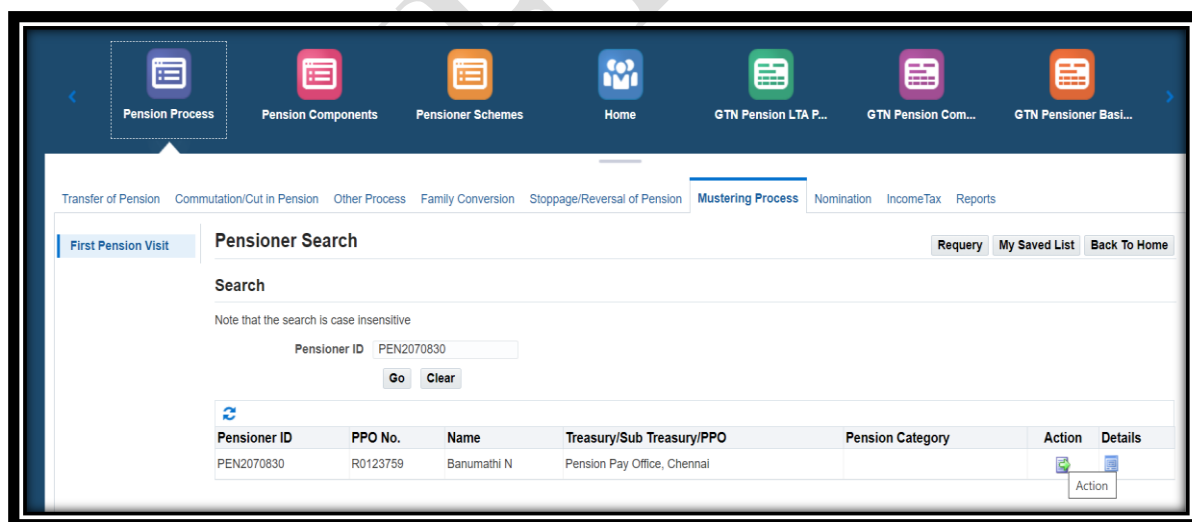 Pension Process Pension Components Pensioner Schemes Home GTN Pension LTA P... GTN Pension Com... GTN Pensioner Basi...
Transfer of Pension Commutation/Cut in Pension Other Process Family Conversion Stoppage/Reversal of Pension Mustering Process Nomination IncomeTax Reports
First Pension Visit
Pensioner Search
Requery My Saved List Back To Home
Search
Note that the search is case insensitive
Pensioner ID PEN2070830
Go Clear
Pensioner ID PPO No. Name Treasury/Sub Treasury/PPO Pension Category Action Details
PEN2070830 R0123759 Banumathi N Pension Pay Office, Chennai
Action